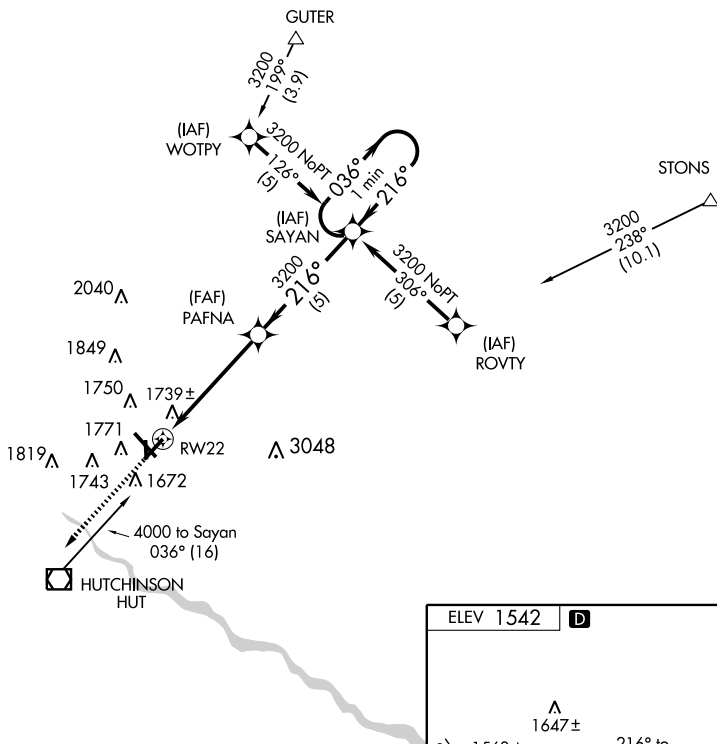 GUTER
3200
199°
(3.9)
(IAF)
WOTPY
3200 NoPT
126°
(5)
036°
1 min
216°
STONS
3200
238°
(10.1)
(IAF)
SAYAN
3200
216°
(5)
3200 NoPT
306°
(5)
(IAF)
ROVTY
(FAF)
PAFNA
2040
1849
1750
1739±
1771
RW22
1819
1743
1672
3048
4000 to Sayan
036° (16)
HUTCHINSON
HUT
ELEV 1542
D
1647±
216° to